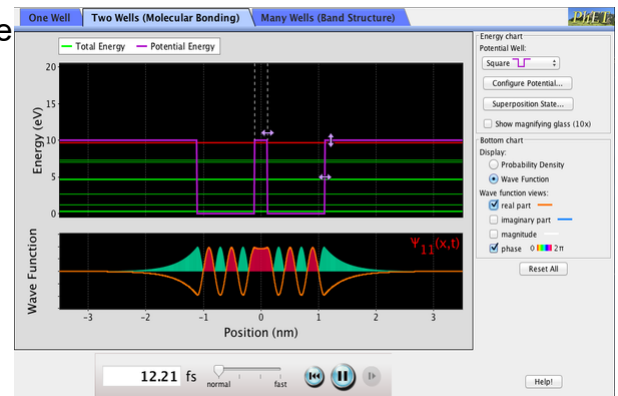 e
One Well
Two Wells (Molecular Bonding)
Many Wells (Band Structure)
PhET
Total Energy
Potential Energy
20
15
10
5
0
Energy (eV)
Wave Function
Ψ11(x,t)
-3 -2 -1 0 1 2 3
Position (nm)
12.21 fs
normal
fast
Energy chart
Potential Well:
Square
Configure Potential...
Superposition State...
Show magnifying glass (10x)
Bottom chart
Display:
Probability Density
Wave Function
Wave function views:
real part
imaginary part
magnitude
phase 0 2π
Reset All
Help!